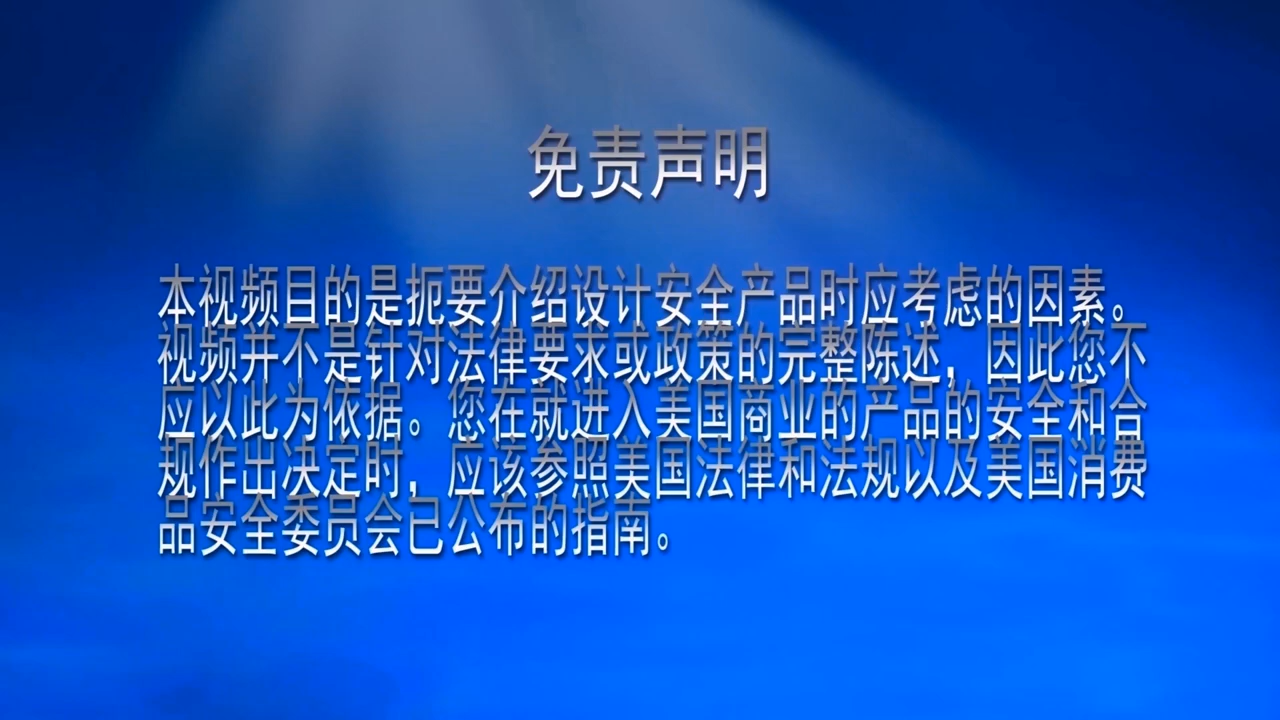 免责声明
本视频目的是扼要介绍设计安全产品时应考虑的因素。
视频并不是针对法律要求或政策的完整陈述，因此您不
应以此为依据。您在就进入美国商业的产品的安全和合
规作出决定时，应该参照美国法律和法规以及美国消费
品安全委员会已公布的指南。